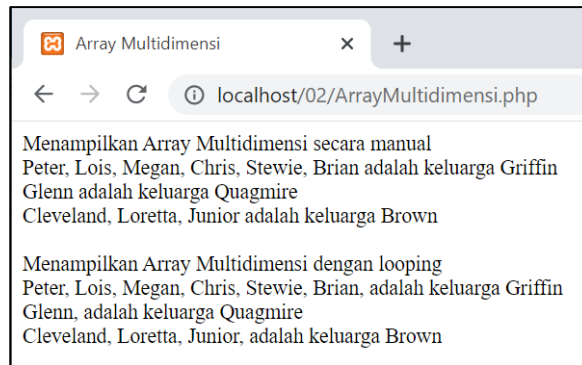 Array Multidimensi
localhost/02/ArrayMultidimensi.php
Menampilkan Array Multidimensi secara manual
Peter, Lois, Megan, Chris, Stewie, Brian adalah keluarga Griffin
Glenn adalah keluarga Quagmire
Cleveland, Loretta, Junior adalah keluarga Brown
Menampilkan Array Multidimensi dengan looping
Peter, Lois, Megan, Chris, Stewie, Brian, adalah keluarga Griffin
Glenn, adalah keluarga Quagmire
Cleveland, Loretta, Junior, adalah keluarga Brown